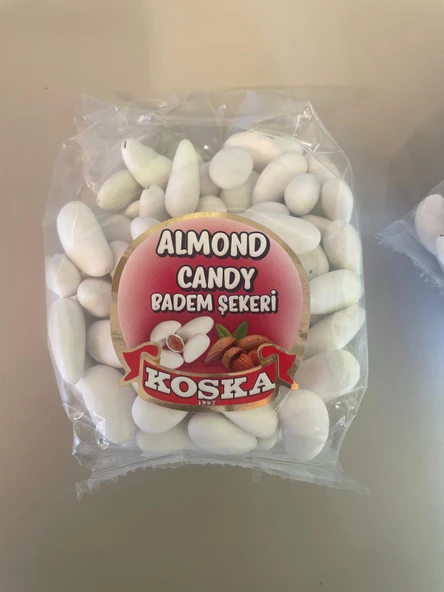 ALMOND
CANDY
BADEM ŞEKERİ
KOSKA
1907